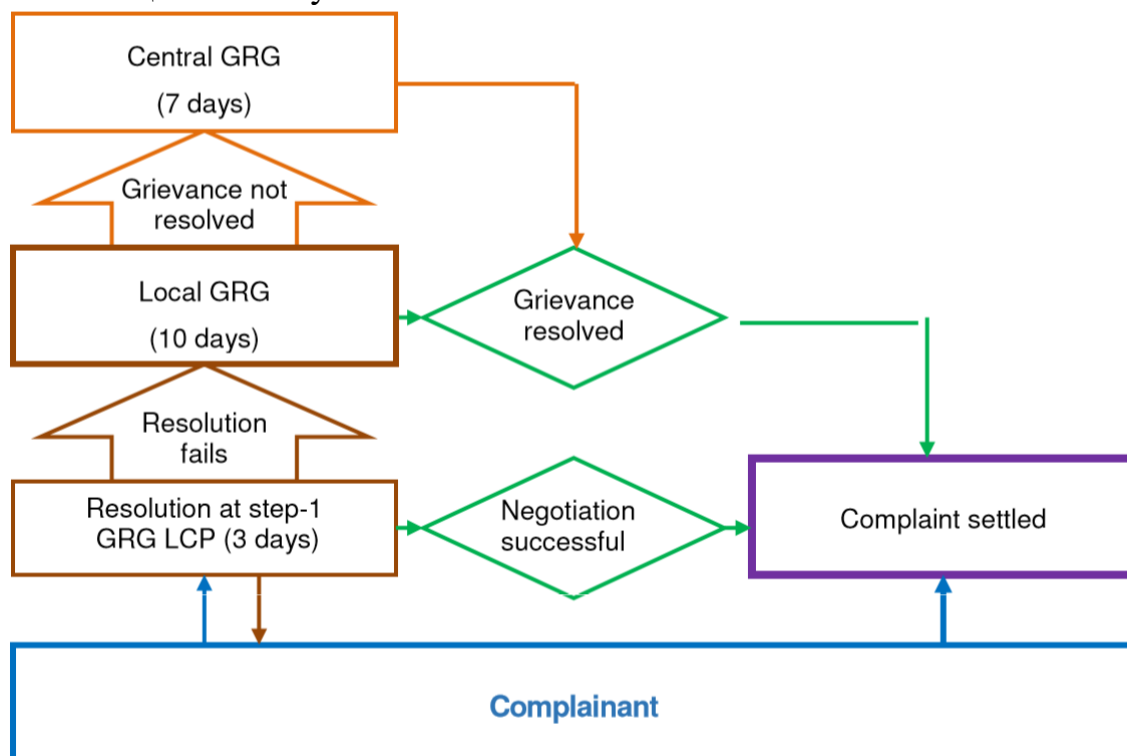 Central GRG
(7 days)
Grievance not
resolved
Local GRG
(10 days)
Grievance
resolved
Resolution
fails
Resolution at step-1
GRG LCP (3 days)
Negotiation
successful
Complaint settled
Complainant